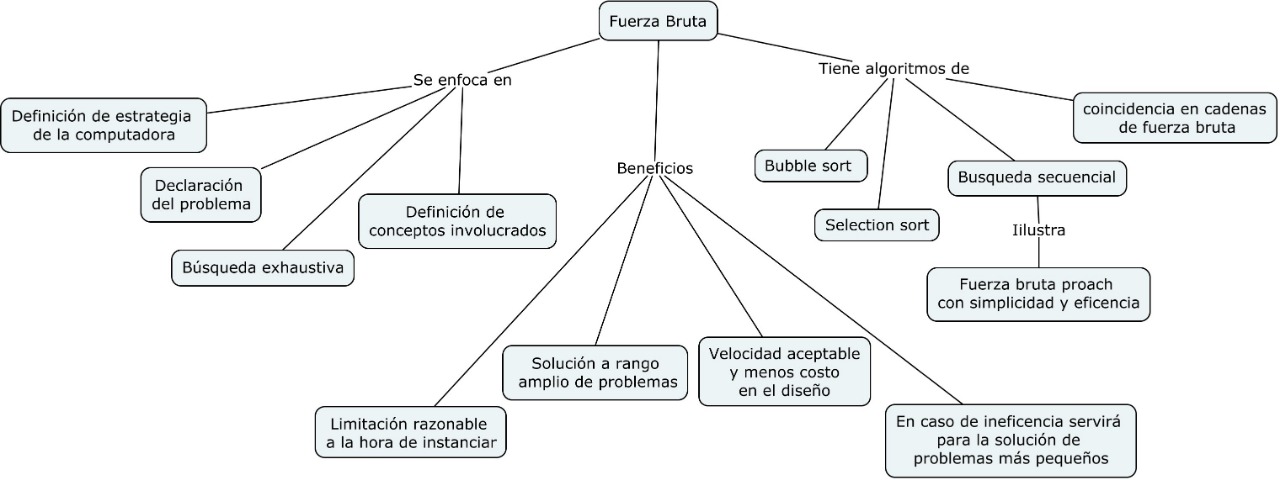 Fuerza Bruta
Se enfoca en
Tiene algoritmos de
Definición de estrategia
de la computadora
coincidencia en cadenas
de fuerza bruta
Declaración
del problema
Beneficios
Bubble sort
Busqueda secuencial
Definición de
conceptos involucrados
Selection sort
Iilustra
Búsqueda exhaustiva
Fuerza bruta proach
con simplicidad y eficencia
Solución a rango
amplio de problemas
Velocidad aceptable
y menos costo
en el diseño
Limitación razonable
a la hora de instanciar
En caso de ineficencia servirá
para la solución de
problemas más pequeños